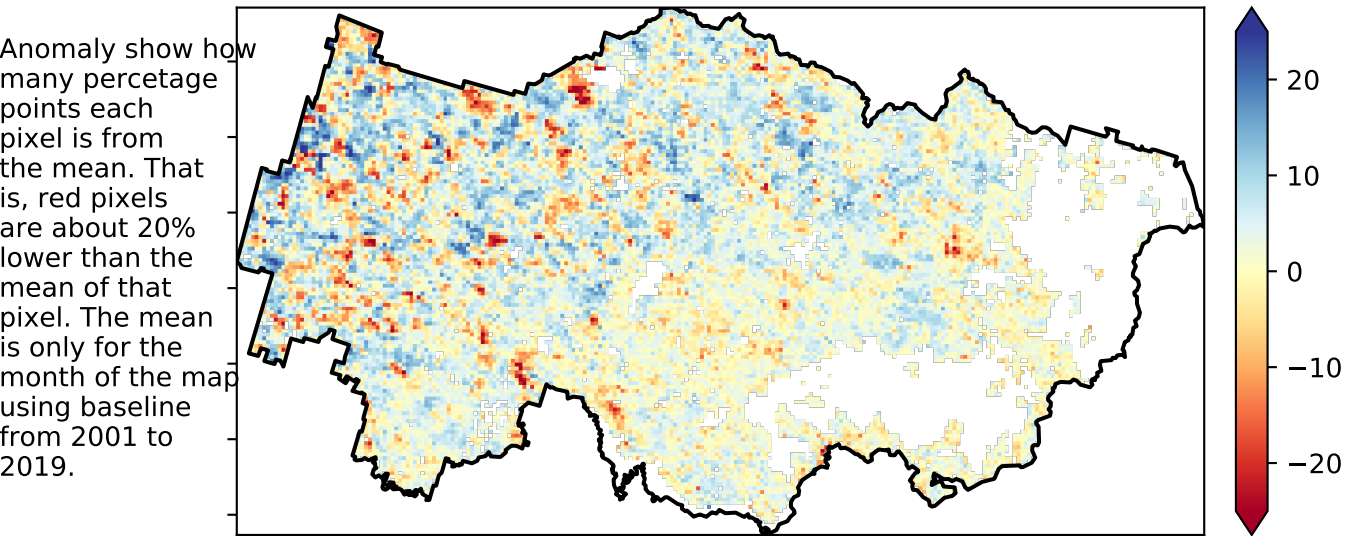 Anomaly show how
many percetage
points each
pixel is from
the mean. That
is, red pixels
are about 20%
lower than the
mean of that
pixel. The mean
is only for the
month of the map
using baseline
from 2001 to
2019.
20
10
0
−10
−20